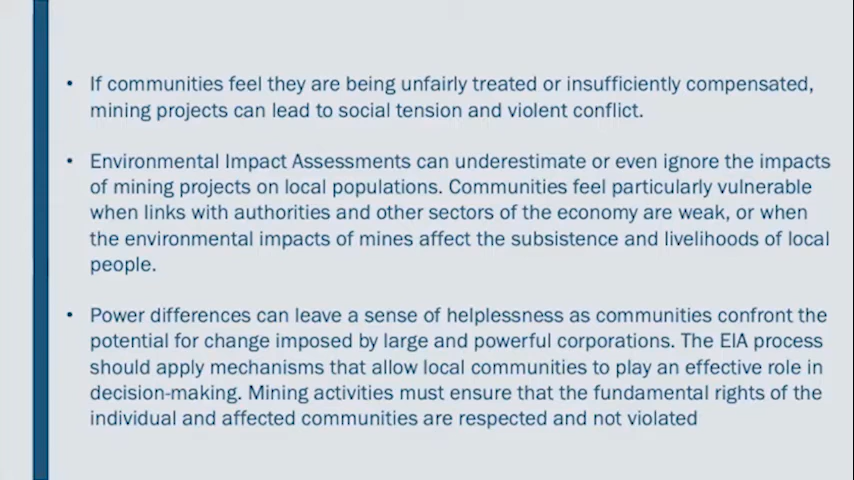 • If communities feel they are being unfairly treated or insufficiently compensated,
mining projects can lead to social tension and violent conflict.
• Environmental Impact Assessments can underestimate or even ignore the impacts
of mining projects on local populations. Communities feel particularly vulnerable
when links with authorities and other sectors of the economy are weak, or when
the environmental impacts of mines affect the subsistence and livelihoods of local
people.
• Power differences can leave a sense of helplessness as communities confront the
potential for change imposed by large and powerful corporations. The EIA process
should apply mechanisms that allow local communities to play an effective role in
decision-making. Mining activities must ensure that the fundamental rights of the
individual and affected communities are respected and not violated